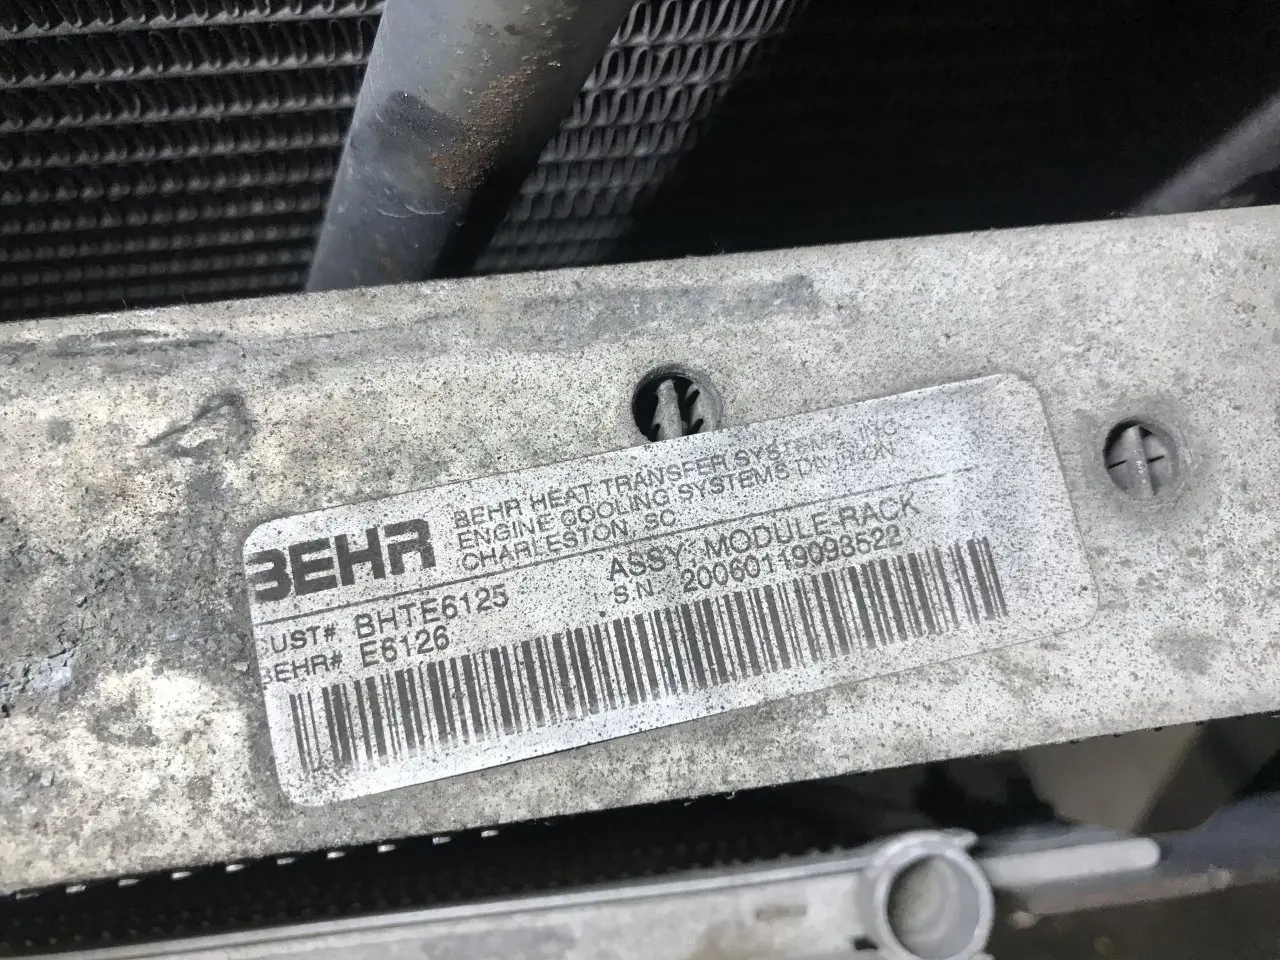 BEHR
BEHR HEAT TRANSFER SYSTEMS, INC
ENGINE COOLING SYSTEMS DIVISION
CHARLESTON, SC
CUST# BHTE6125
ASSY, MODULE-RACK
BEHR# E6126
S.N. 20060119093522